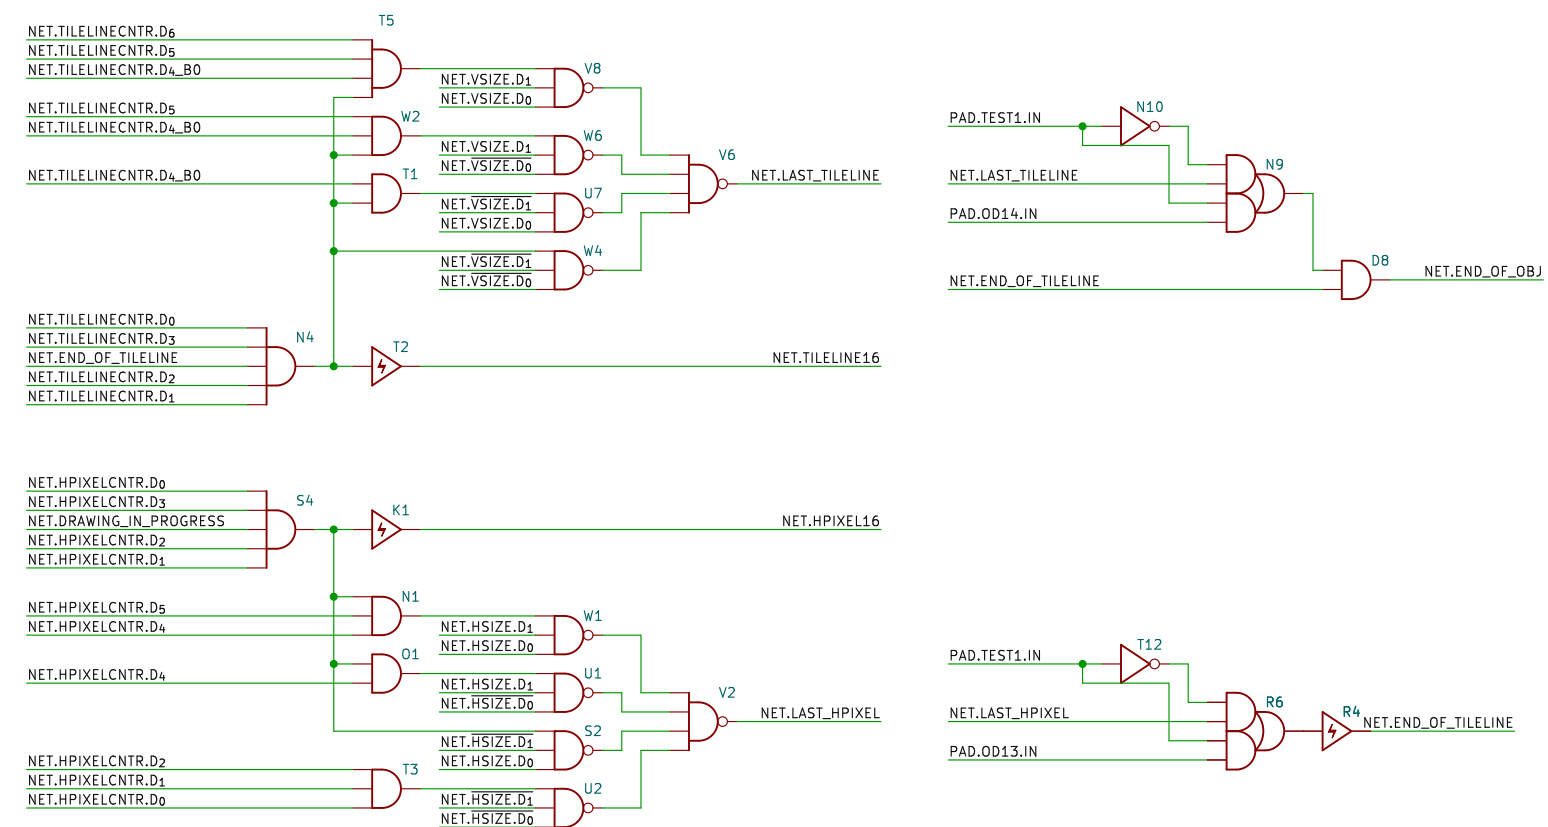 T5
NET.TILELINECNTR.D6
NET.TILELINECNTR.D5
NET.TILELINECNTR.D4_B0
V8
NET.VSIZE.D1
NET.VSIZE.D0
NET.TILELINECNTR.D5
NET.TILELINECNTR.D4_B0
W2
W6
NET.VSIZE.D1
NET.VSIZE.D0
V6
NET.LAST_TILELINE
NET.TILELINECNTR.D4_B0
T1
U7
NET.VSIZE.D1
NET.VSIZE.D0
W4
NET.VSIZE.D1
NET.VSIZE.D0
NET.TILELINECNTR.D0
NET.TILELINECNTR.D3
NET.END_OF_TILELINE
NET.TILELINECNTR.D2
NET.TILELINECNTR.D1
N4
T2
NET.TILELINE16
N10
PAD.TEST1.IN
N9
NET.LAST_TILELINE
PAD.OD14.IN
D8
NET.END_OF_OBJ
NET.END_OF_TILELINE
NET.HPIXELCNTR.D0
NET.HPIXELCNTR.D3
NET.DRAWING_IN_PROGRESS
NET.HPIXELCNTR.D2
NET.HPIXELCNTR.D1
S4
K1
NET.HPIXEL16
NET.HPIXELCNTR.D5
NET.HPIXELCNTR.D4
N1
W1
NET.HSIZE.D1
NET.HSIZE.D0
NET.HPIXELCNTR.D4
O1
U1
NET.HSIZE.D1
NET.HSIZE.D0
V2
NET.LAST_HPIXEL
S2
NET.HSIZE.D1
NET.HSIZE.D0
NET.HPIXELCNTR.D2
NET.HPIXELCNTR.D1
NET.HPIXELCNTR.D0
T3
U2
NET.HSIZE.D1
NET.HSIZE.D0
T12
PAD.TEST1.IN
R6
NET.LAST_HPIXEL
PAD.OD13.IN
R4
NET.END_OF_TILELINE